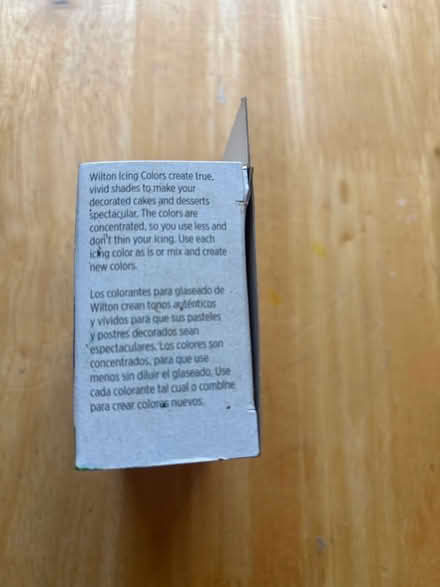 Wilton Icing Colors create true,
vivid shades to make your
decorated cakes and desserts
spectacular. The colors are
concentrated, so you use less and
don't thin your icing. Use each
icing color as is or mix and create
new colors.
Los colorantes para glaseado de
Wilton crean tonos auténticos
y vívidos para que sus pasteles
y postres decorados sean
espectaculares. Los colores son
concentrados, para que use
menos sin diluir el glaseado. Use
cada colorante tal cual o combine
para crear colores nuevos.